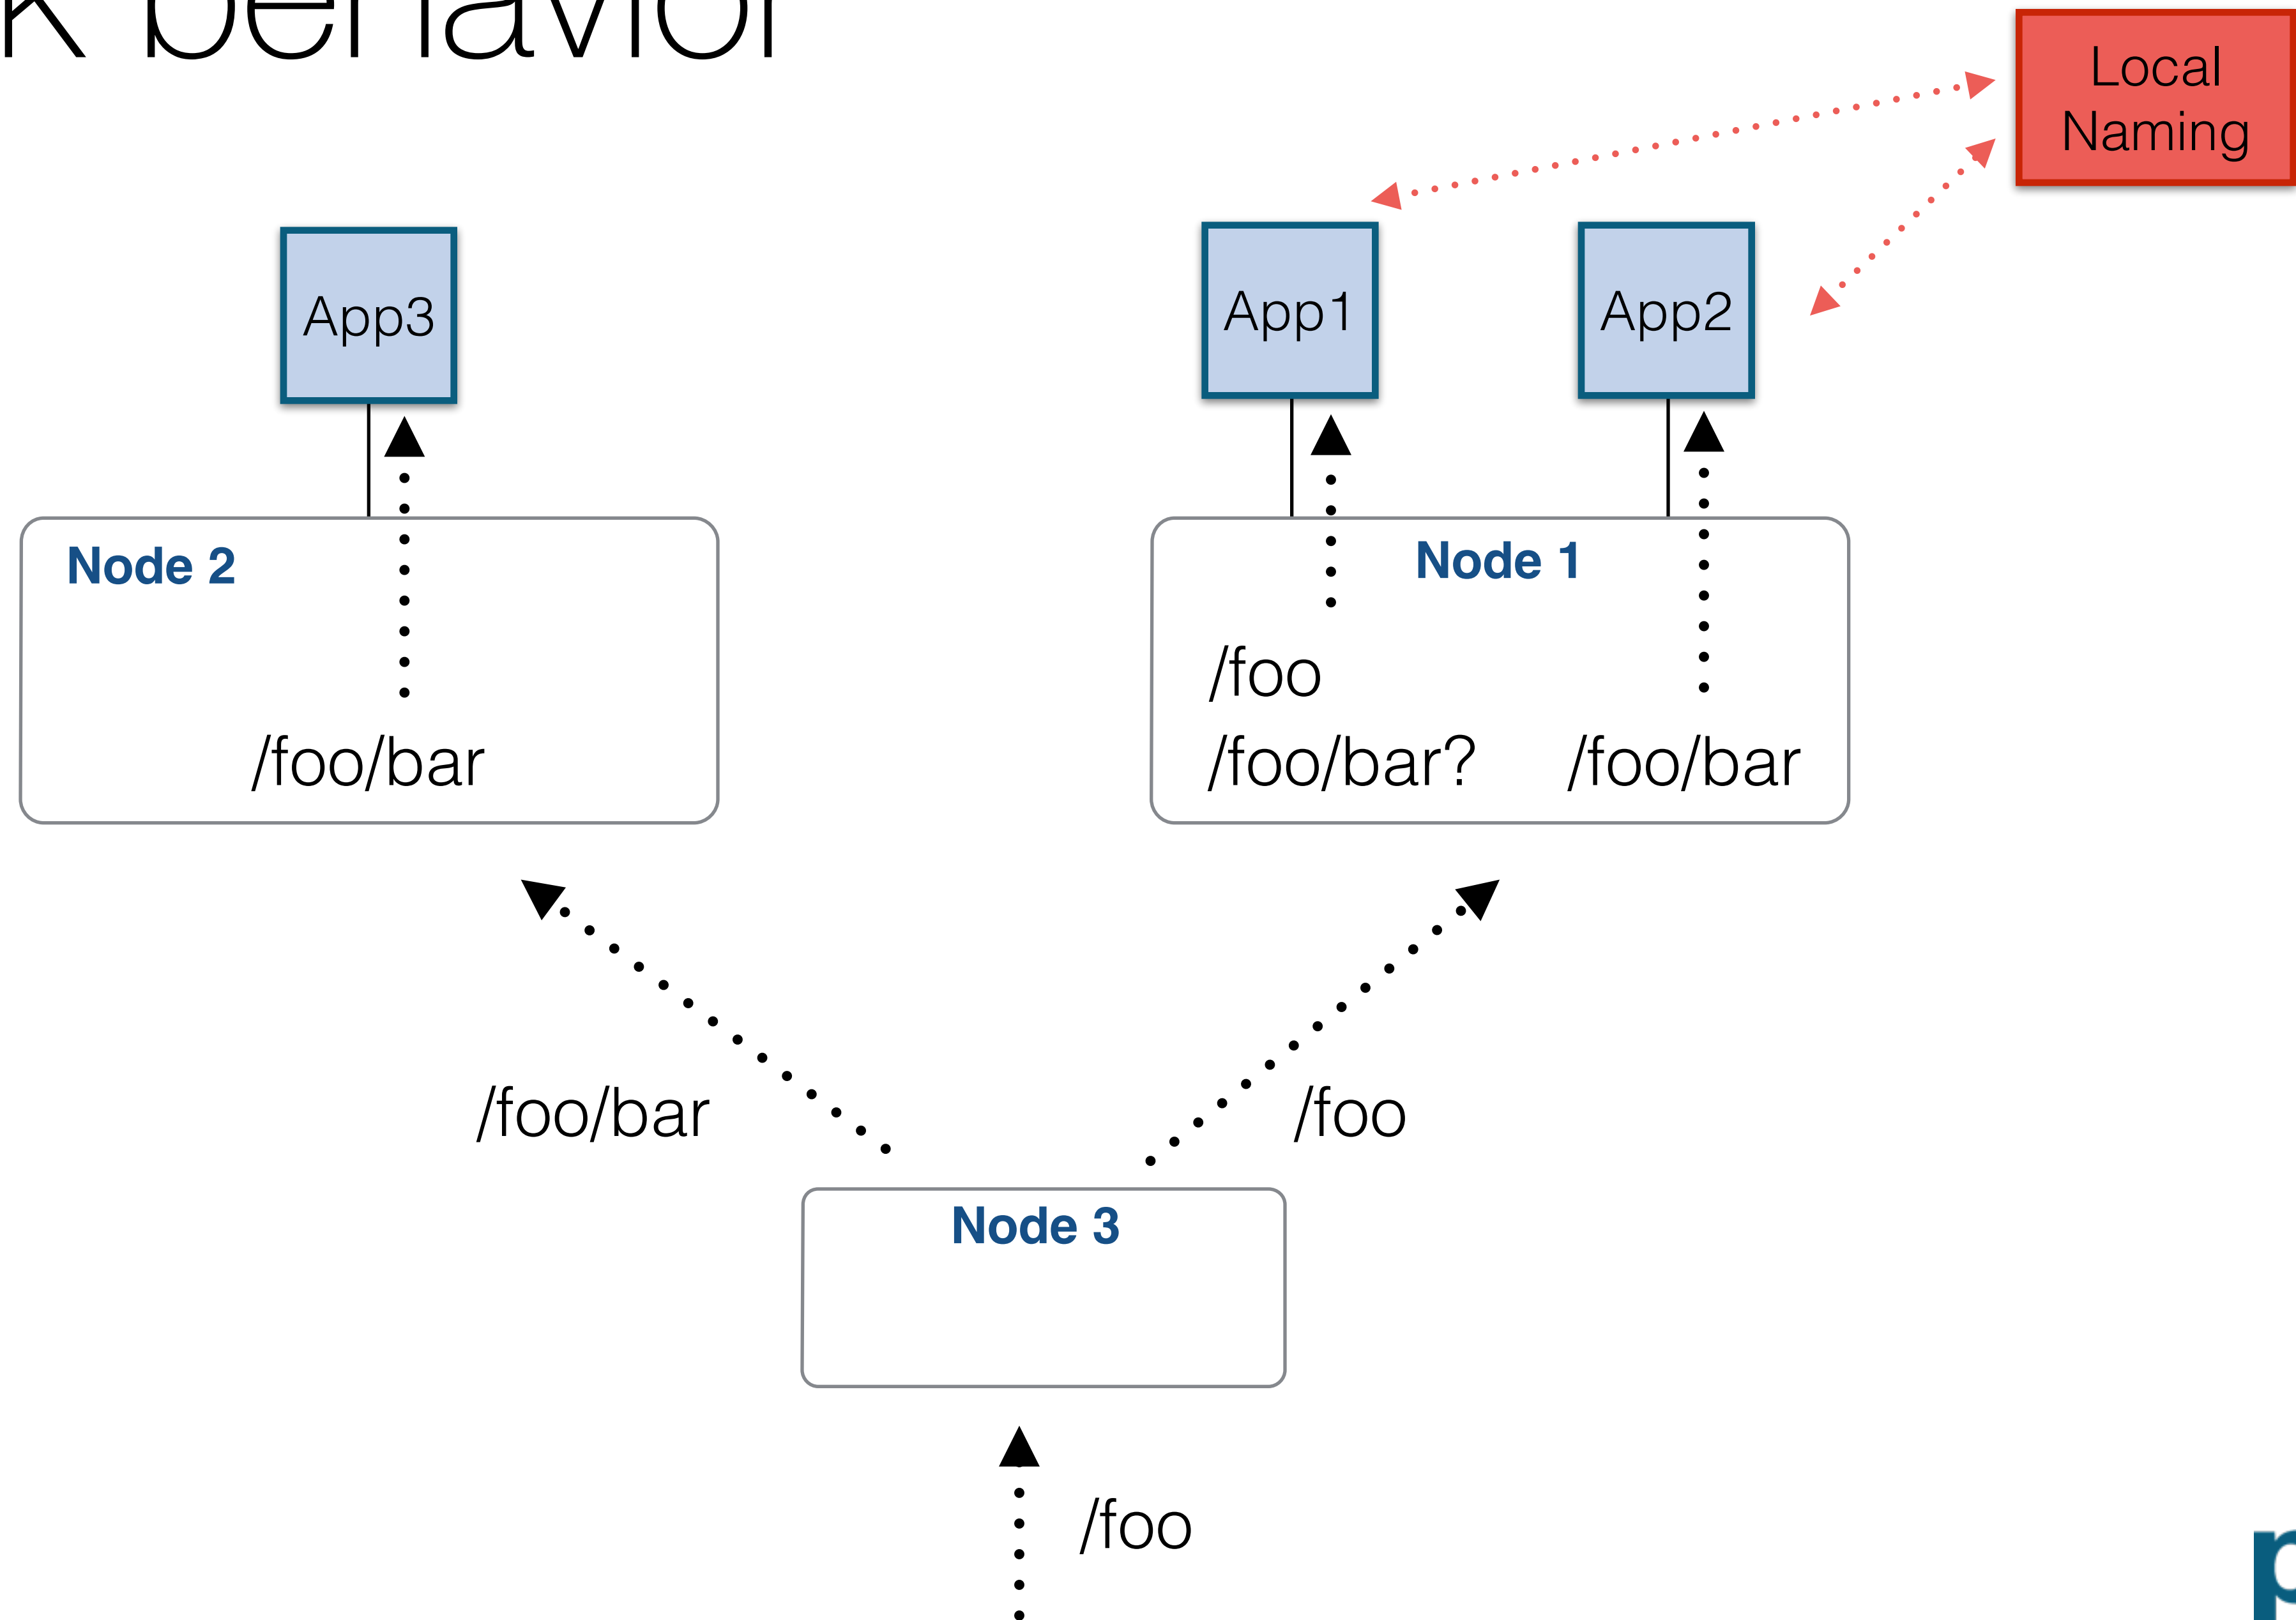 k behavior
Local
Naming
App3
App1
App2
Node 2
Node 1
/foo
/foo/bar
/foo/bar?
/foo/bar
/foo/bar
/foo
Node 3
/foo
p